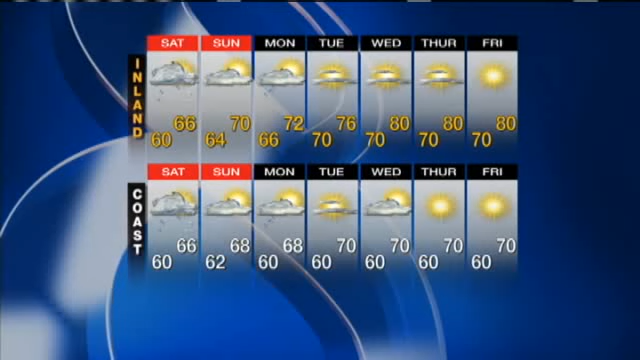 SAT SUN MON TUE WED THUR FRI
INLAND
66 70 72 76 80 80 80
60 64 66 70 70 70 70
SAT SUN MON TUE WED THUR FRI
COAST
66 68 68 70 70 70 70
60 62 60 60 60 60 60